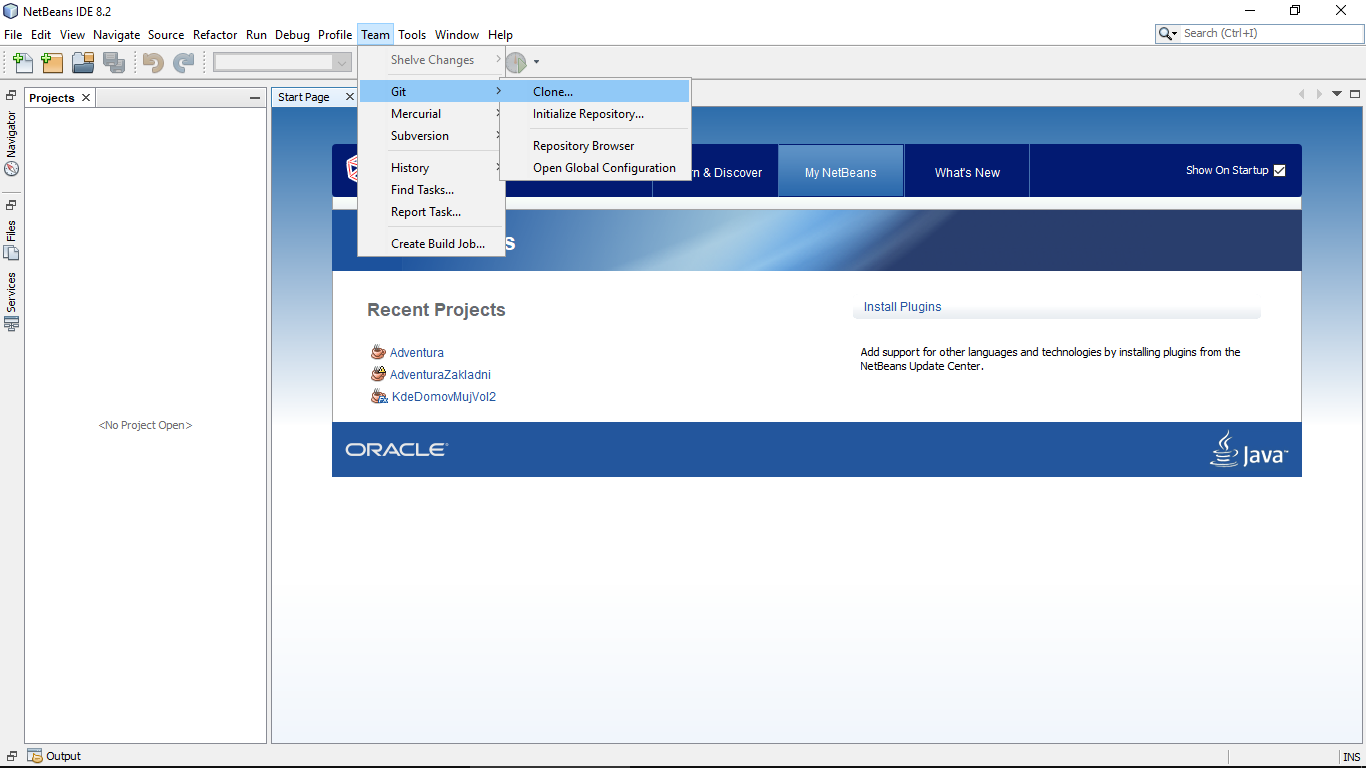 NetBeans IDE 8.2
File Edit View Navigate Source Refactor Run Debug Profile Team Tools Window Help
Search (Ctrl+I)
Shelve Changes
Git
Mercurial
Subversion
History
Find Tasks...
Report Task...
Create Build Job...
Clone...
Initialize Repository...
Repository Browser
Open Global Configuration
Projects
Start Page
Navigator
Files
Services
<No Project Open>
& Discover
My NetBeans
What's New
Show On Startup
Recent Projects
Adventura
AdventuraZakladni
KdeDomovMujVol2
Install Plugins
Add support for other languages and technologies by installing plugins from the
NetBeans Update Center.
ORACLE
Java
Output
INS